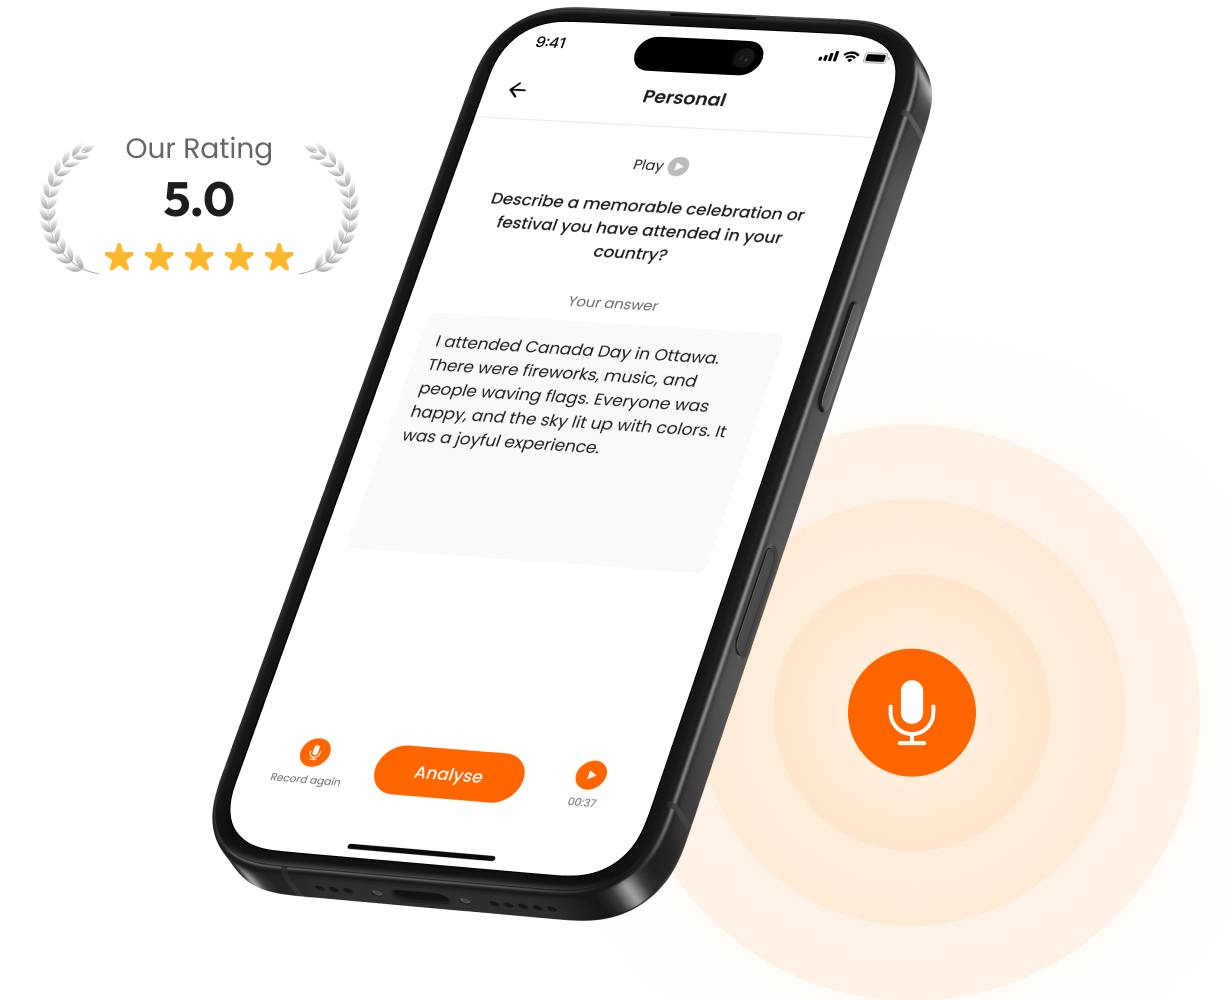 Our Rating
5.0
9:41
Personal
Play
Describe a memorable celebration or
festival you have attended in your
country?
Your answer
I attended Canada Day in Ottawa.
There were fireworks, music, and
people waving flags. Everyone was
happy, and the sky lit up with colors. It
was a joyful experience.
Record again
Analyse
00:37